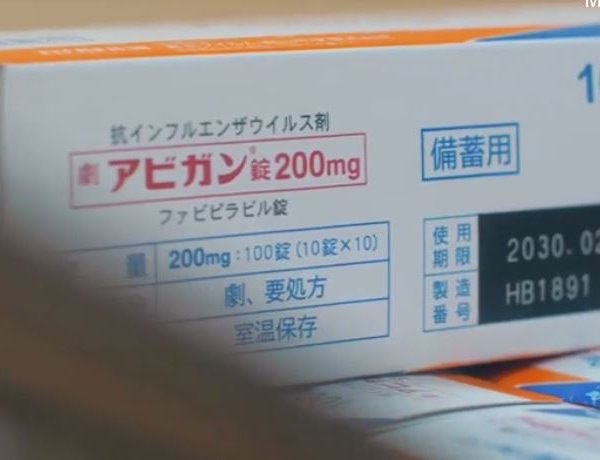 抗インフルエンザウイルス剤
劇 アビガン®錠200mg
ファビピラビル錠
備蓄用
量 200mg:100錠(10錠×10)
劇、要処方
室温保存
使用期限 2030.02
製造番号 HB1891